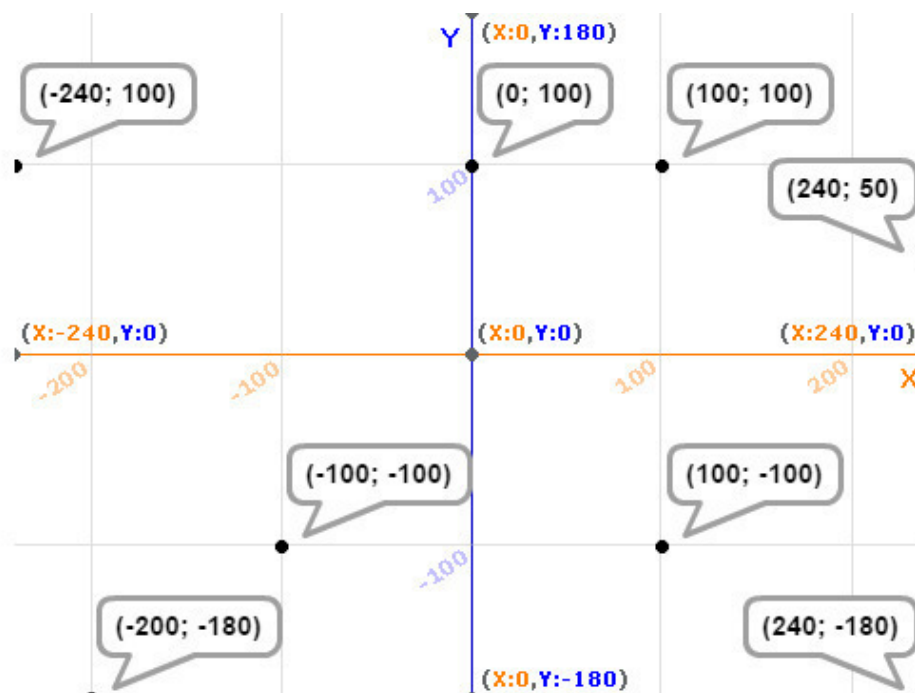 Y (X:0,Y:180)
(-240; 100) (0; 100) (100; 100)
100
(240; 50)
(X:-240,Y:0) (X:0,Y:0) (X:240,Y:0)
-200 -100 100 200 X
(-100; -100) (100; -100)
-100
(-200; -180) (240; -180)
(X:0,Y:-180)